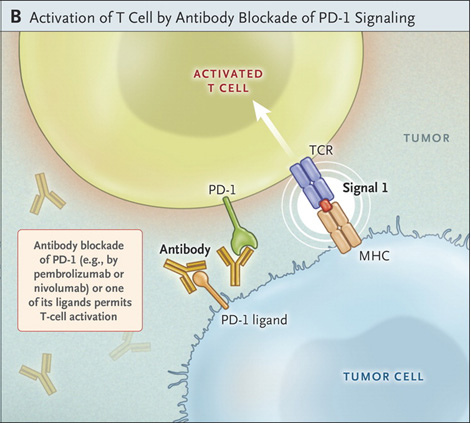 B Activation of T Cell by Antibody Blockade of PD-1 Signaling
ACTIVATED
T CELL
TUMOR
TCR
PD-1
Signal 1
Antibody
MHC
Antibody blockade
of PD-1 (e.g., by
pembrolizumab or
nivolumab) or one
of its ligands permits
T-cell activation
PD-1 ligand
TUMOR CELL